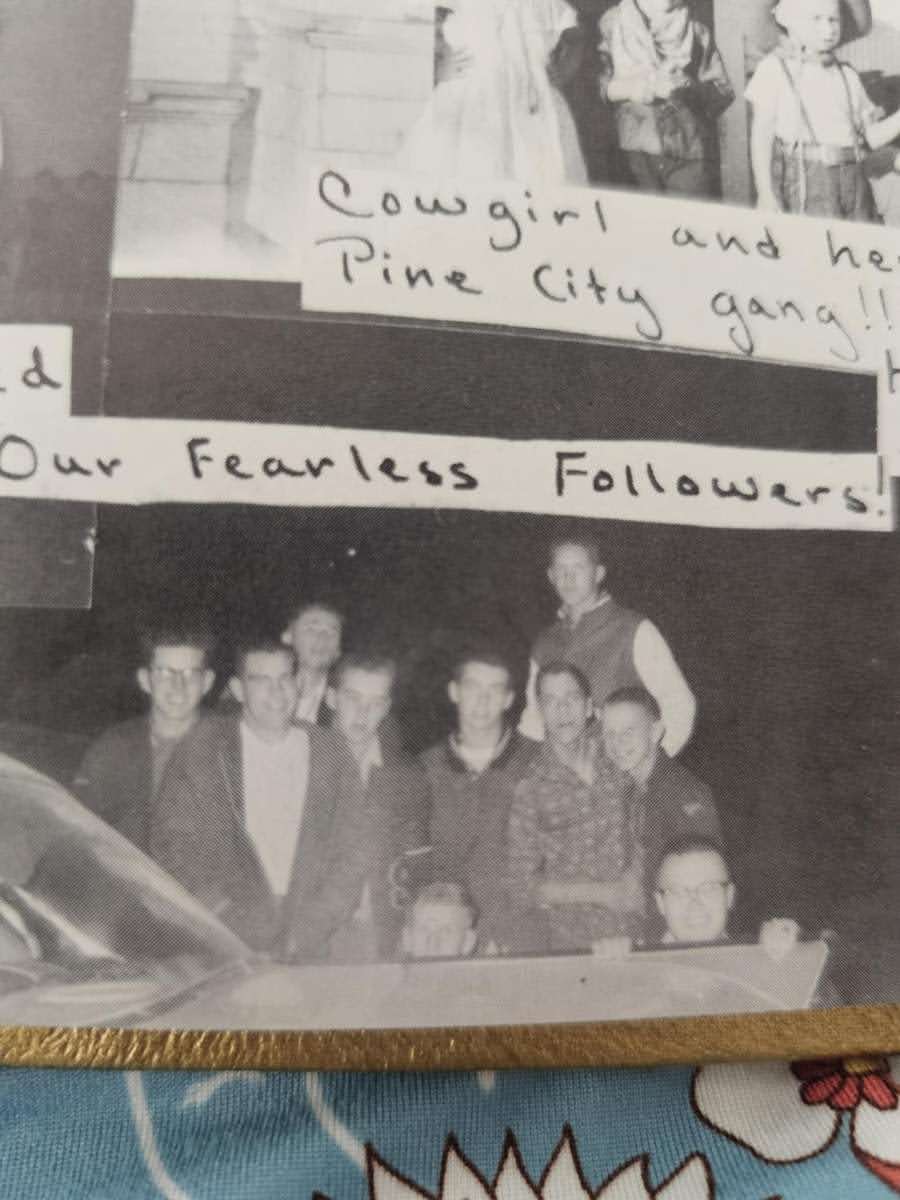 Cowgirl and he
Pine City gang!!
d
Our Fearless Followers!